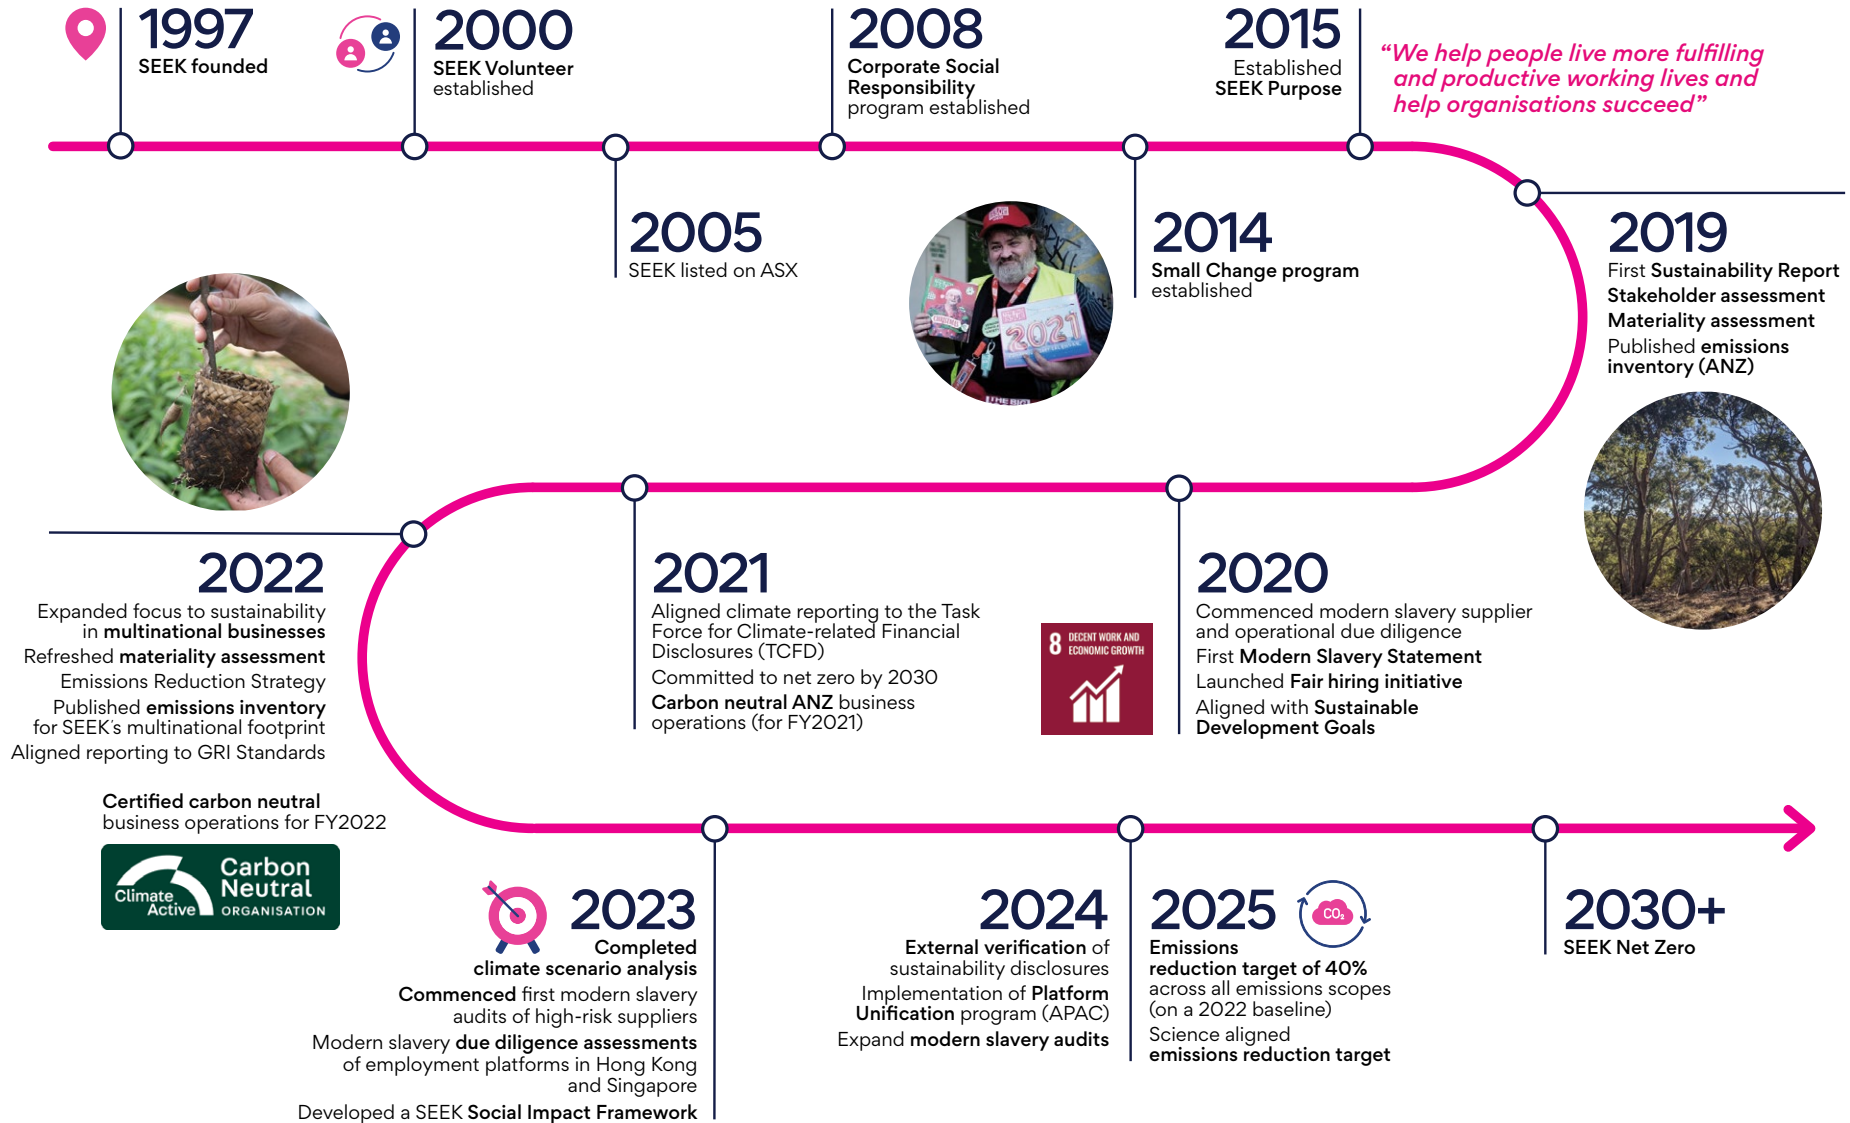 1997
SEEK founded
2000
SEEK Volunteer
established
2008
Corporate Social
Responsibility
program established
2015
Established
SEEK Purpose
“We help people live more fulfilling
and productive working lives and
help organisations succeed”
2005
SEEK listed on ASX
2021
THE BIG
2014
Small Change program
established
2019
First Sustainability Report
Stakeholder assessment
Materiality assessment
Published emissions
inventory (ANZ)
2022
Expanded focus to sustainability
in multinational businesses
Refreshed materiality assessment
Emissions Reduction Strategy
Published emissions inventory
for SEEK’s multinational footprint
Aligned reporting to GRI Standards
Certified carbon neutral
business operations for FY2022
Climate
Active
Carbon
Neutral
ORGANISATION
2021
Aligned climate reporting to the Task
Force for Climate-related Financial
Disclosures (TCFD)
Committed to net zero by 2030
Carbon neutral ANZ business
operations (for FY2021)
8 DECENT WORK AND
ECONOMIC GROWTH
2020
Commenced modern slavery supplier
and operational due diligence
First Modern Slavery Statement
Launched Fair hiring initiative
Aligned with Sustainable
Development Goals
2023
Completed
climate scenario analysis
Commenced first modern slavery
audits of high-risk suppliers
Modern slavery due diligence assessments
of employment platforms in Hong Kong
and Singapore
Developed a SEEK Social Impact Framework
2024
External verification of
sustainability disclosures
Implementation of Platform
Unification program (APAC)
Expand modern slavery audits
2025
CO₂
Emissions
reduction target of 40%
across all emissions scopes
(on a 2022 baseline)
Science aligned
emissions reduction target
2030+
SEEK Net Zero